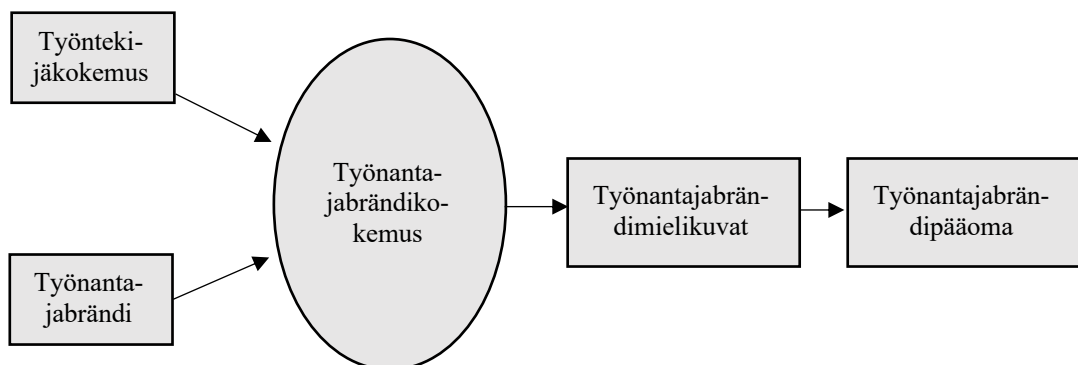 Työnteki-
jäkokemus
Työnanta-
jabrändi
Työnanta-
jabrändiko-
kemus
Työnantajabrän-
dimielikuvat
Työnantajabrän-
dipääoma